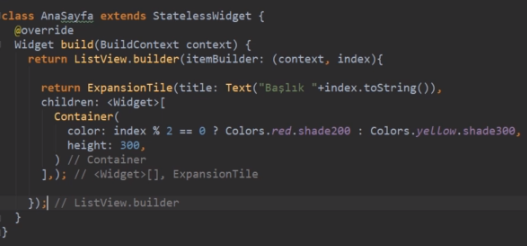 class AnaSayfa extends StatelessWidget {
@override
Widget build(BuildContext context) {
return ListView.builder(itemBuilder: (context, index){
return ExpansionTile(title: Text("Başlık "+index.toString()),
children: <Widget>[
Container(
color: index % 2 == 0 ? Colors.red.shade200 : Colors.yellow.shade300,
height: 300,
) // Container
],); // <Widget>[], ExpansionTile
}); // ListView.builder
}
}